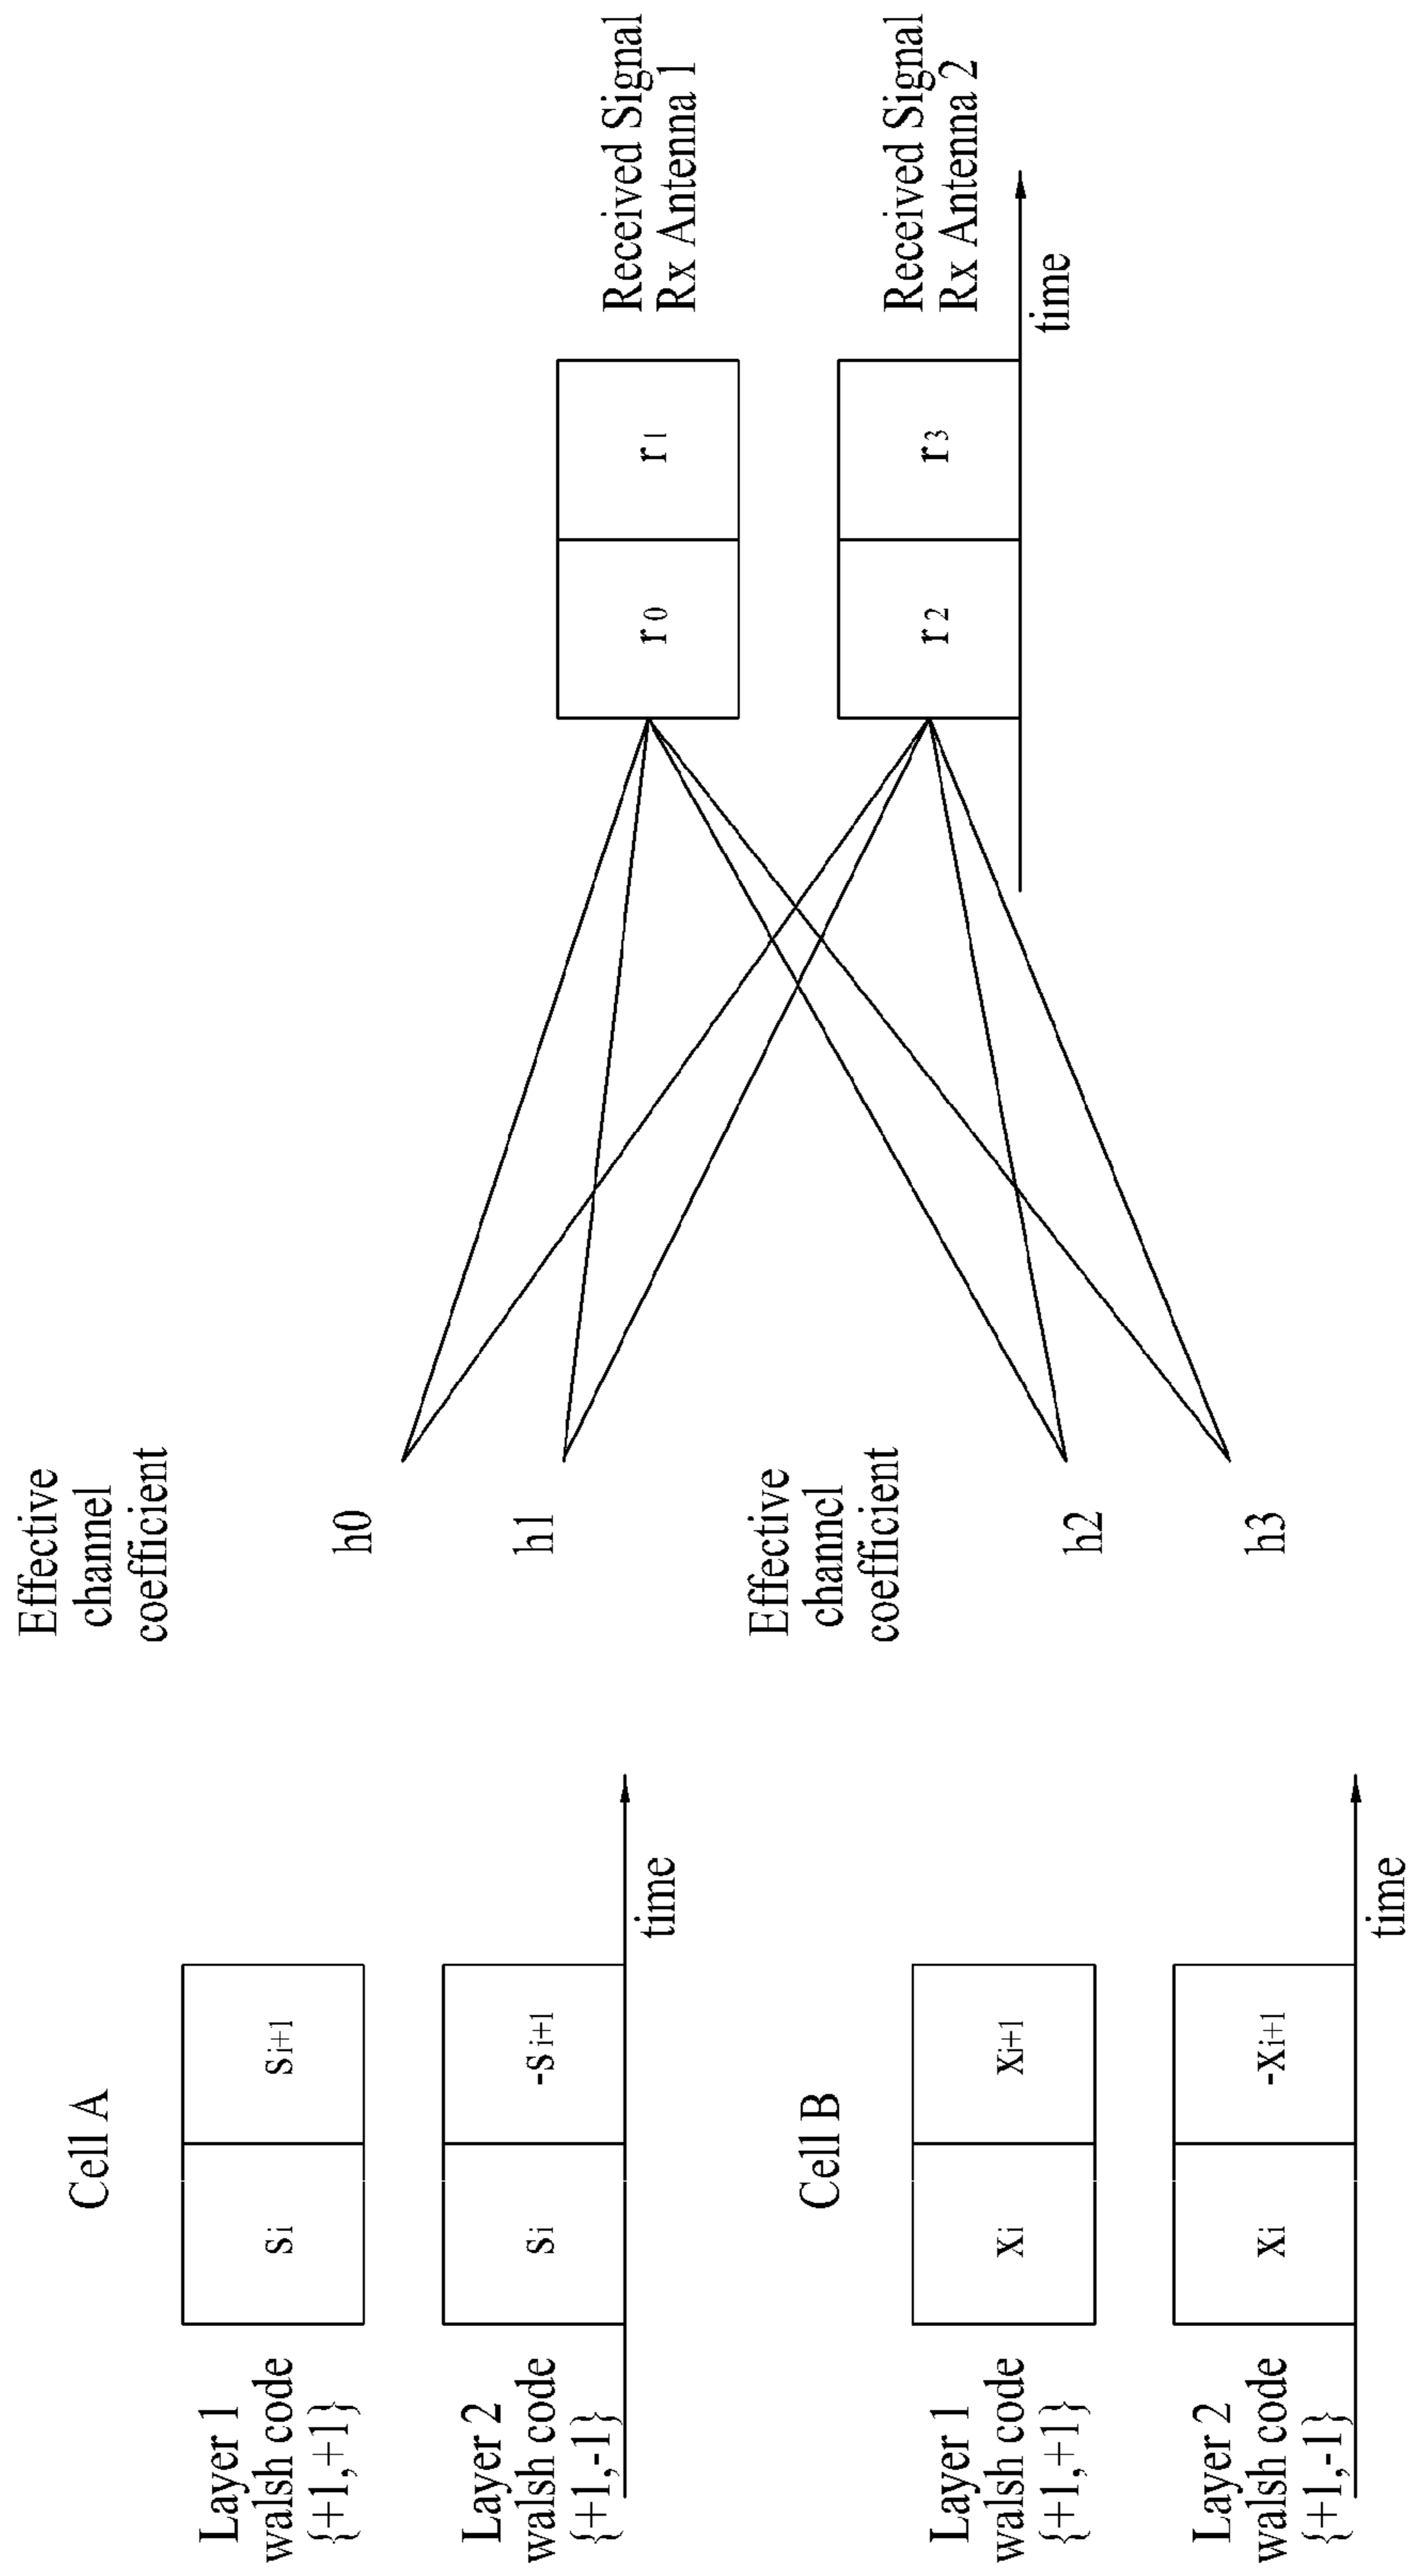 Cell A
Layer 1
walsh code
{+1,+1}
si
si+1
Layer 2
walsh code
{+1,-1}
si
-si+1
time
Effective
channel
coefficient
h0
h1
Cell B
Layer 1
walsh code
{+1,+1}
xi
xi+1
Layer 2
walsh code
{+1,-1}
xi
-xi+1
time
Effective
channel
coefficient
h2
h3
r0
r1
Received Signal
Rx Antenna 1
r2
r3
Received Signal
Rx Antenna 2
time